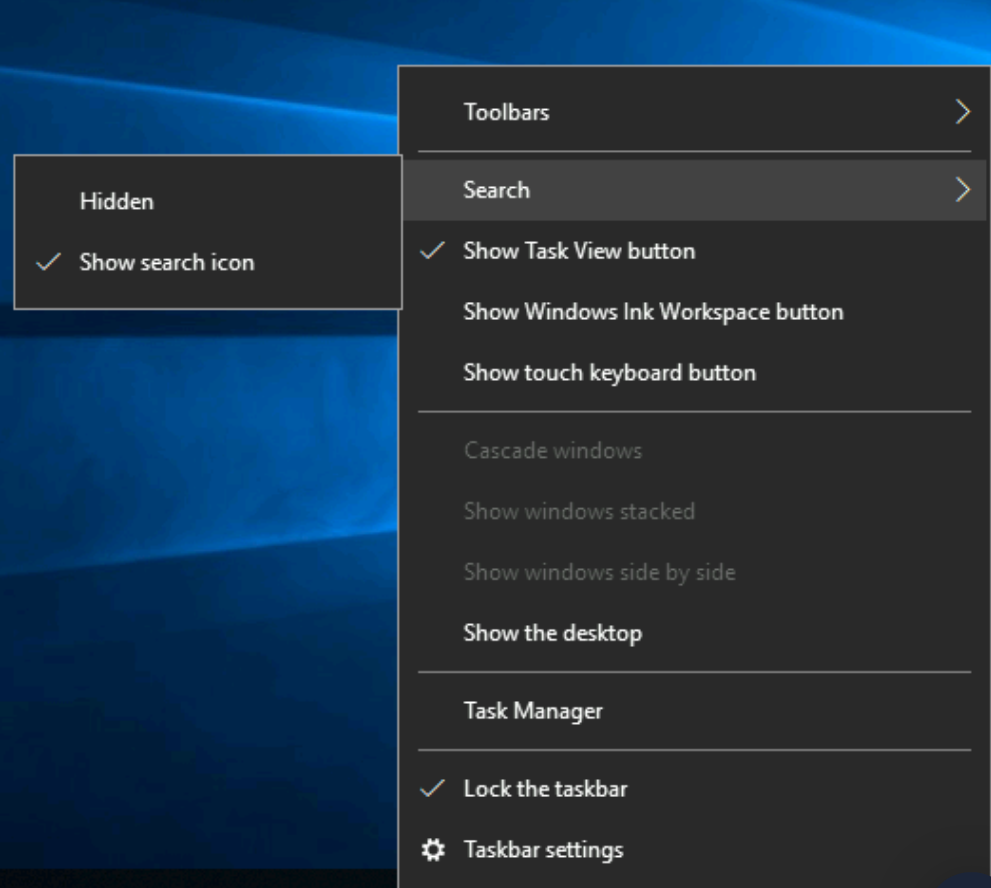 Toolbars
Search
Hidden
Show search icon
Show Task View button
Show Windows Ink Workspace button
Show touch keyboard button
Cascade windows
Show windows stacked
Show windows side by side
Show the desktop
Task Manager
Lock the taskbar
Taskbar settings